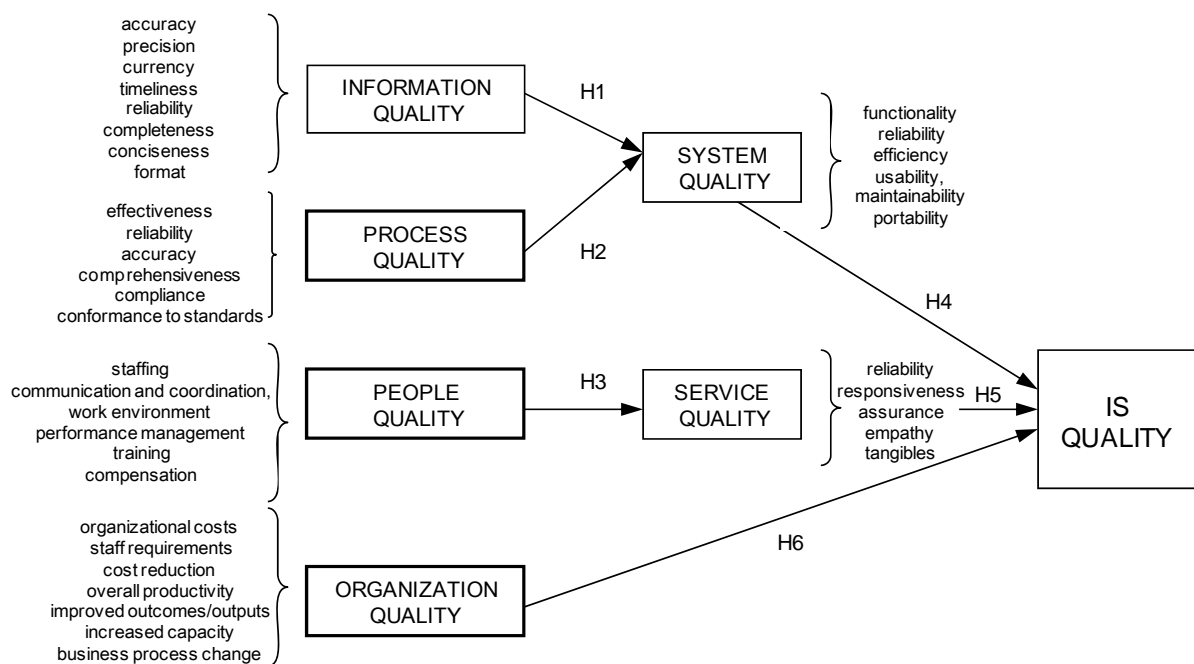 accuracy
precision
currency
timeliness
reliability
completeness
conciseness
format
INFORMATION
QUALITY
H1
effectiveness
reliability
accuracy
comprehensiveness
compliance
conformance to standards
PROCESS
QUALITY
H2
SYSTEM
QUALITY
functionality
reliability
efficiency
usability,
maintainability
portability
H4
staffing
communication and coordination,
work environment
performance management
training
compensation
PEOPLE
QUALITY
H3
SERVICE
QUALITY
reliability
responsiveness
assurance
empathy
tangibles
H5
IS
QUALITY
organizational costs
staff requirements
cost reduction
overall productivity
improved outcomes/outputs
increased capacity
business process change
ORGANIZATION
QUALITY
H6